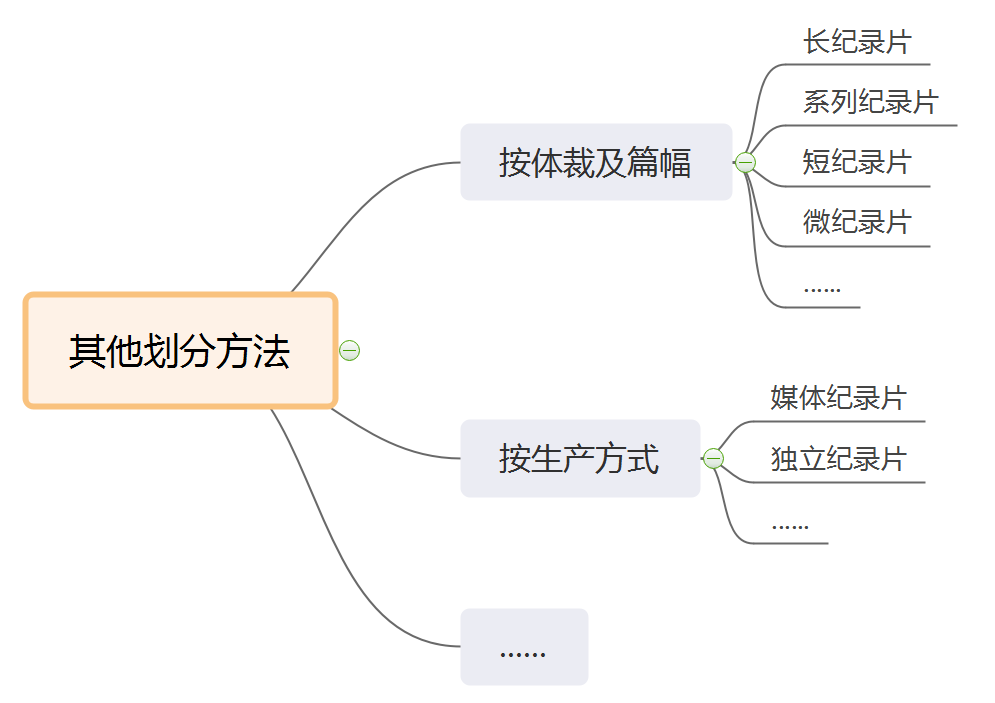 其他划分方法
按体裁及篇幅
长纪录片
系列纪录片
短纪录片
微纪录片
……
按生产方式
媒体纪录片
独立纪录片
……
……